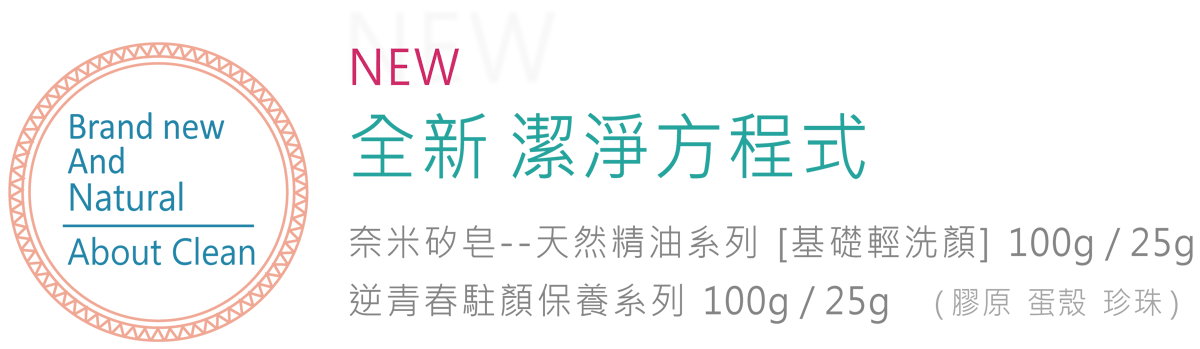 Brand new
And
Natural
About Clean
NEW
NEW
全新 潔淨方程式
奈米矽皂--天然精油系列 [基礎輕洗顏] 100g / 25g
逆青春駐顏保養系列 100g / 25g (膠原 蛋殼 珍珠)